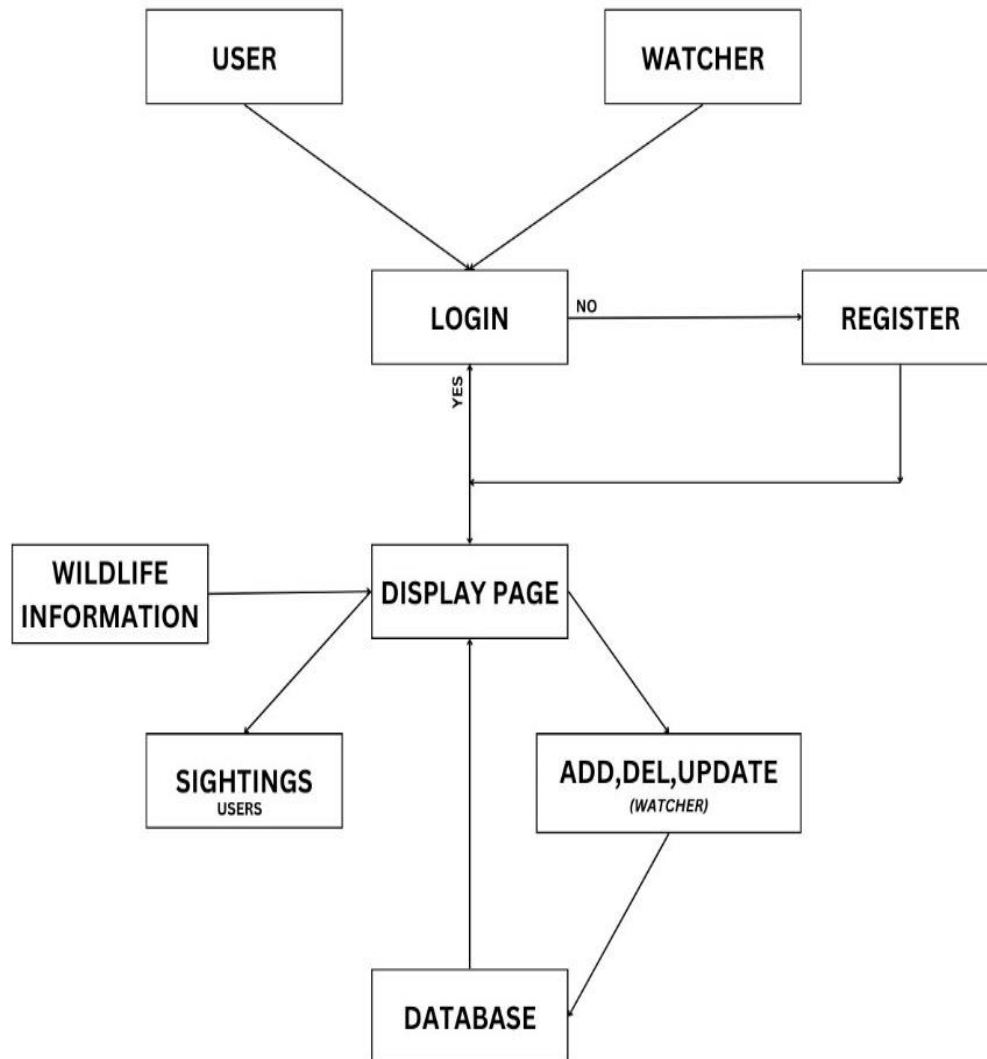 USER
WATCHER
LOGIN
NO
REGISTER
YES
WILDLIFE
INFORMATION
DISPLAY PAGE
SIGHTINGS
USERS
ADD,DEL,UPDATE
(WATCHER)
DATABASE